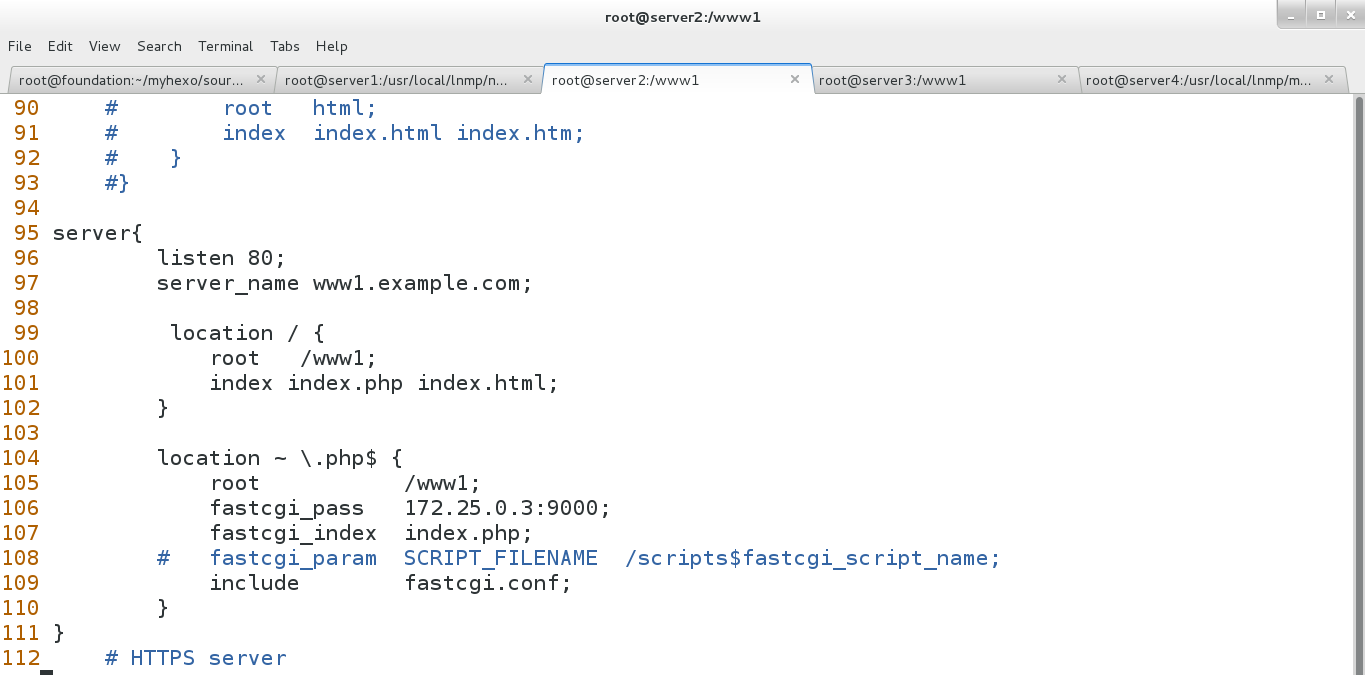 root@server2:/www1
File Edit View Search Terminal Tabs Help
root@foundation:~/myhexo/sour... root@server1:/usr/local/lnmp/n... root@server2:/www1 root@server3:/www1 root@server4:/usr/local/lnmp/m...
90     #        root   html;
91     #        index  index.html index.htm;
92     #    }
93     #}
94
95 server{
96         listen 80;
97         server_name www1.example.com;
98
99          location / {
100             root   /www1;
101             index index.php index.html;
102         }
103
104         location ~ \.php$ {
105             root           /www1;
106             fastcgi_pass   172.25.0.3:9000;
107             fastcgi_index  index.php;
108         #   fastcgi_param  SCRIPT_FILENAME  /scripts$fastcgi_script_name;
109             include        fastcgi.conf;
110         }
111 }
112     # HTTPS server